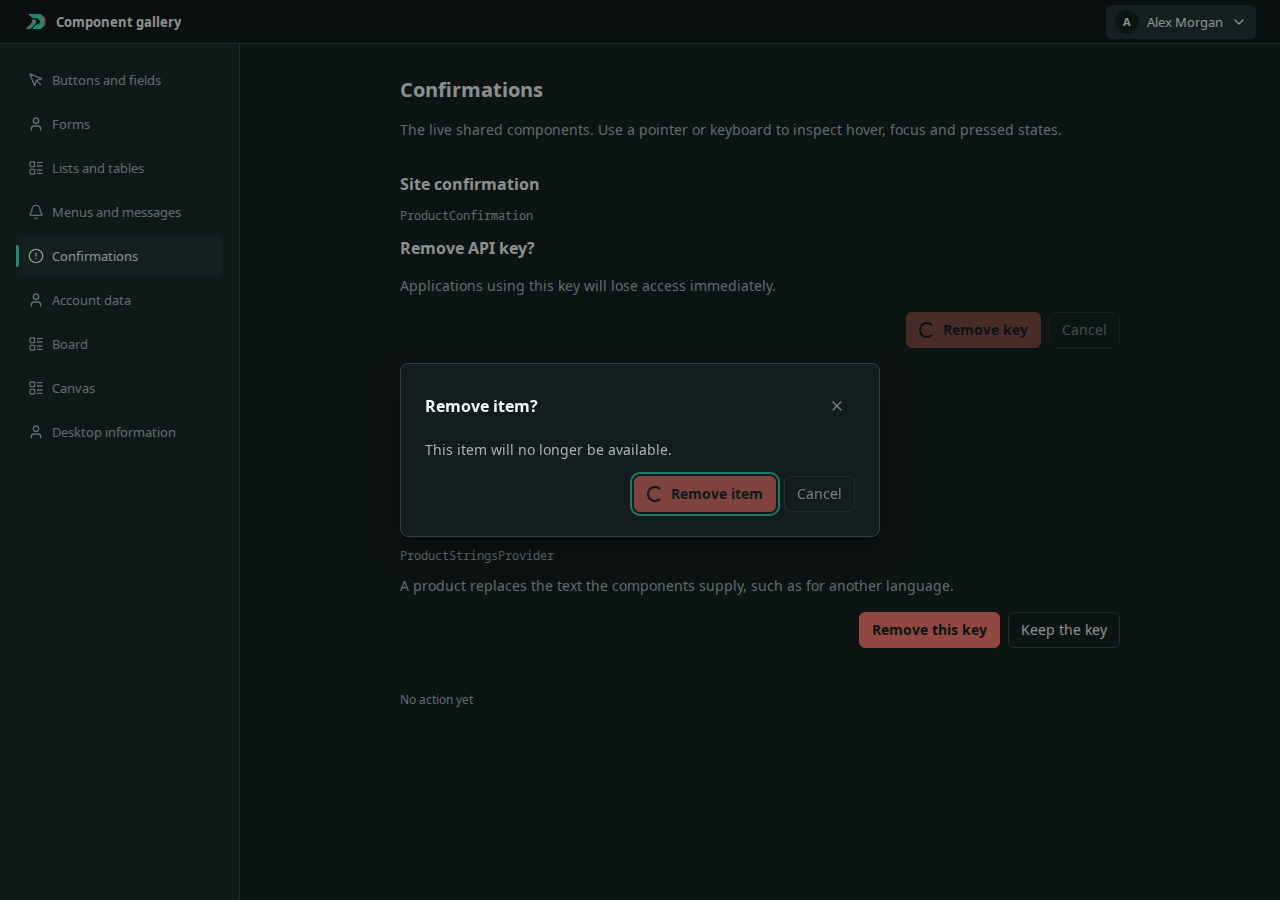 Component gallery
A
Alex Morgan
Buttons and fields
Forms
Lists and tables
Menus and messages
Confirmations
Account data
Board
Canvas
Desktop information
Confirmations
The live shared components. Use a pointer or keyboard to inspect hover, focus and pressed states.
Site confirmation
ProductConfirmation
Remove API key?
Applications using this key will lose access immediately.
Remove key
Cancel
Remove item?
This item will no longer be available.
Remove item
Cancel
ProductStringsProvider
A product replaces the text the components supply, such as for another language.
Remove this key
Keep the key
No action yet